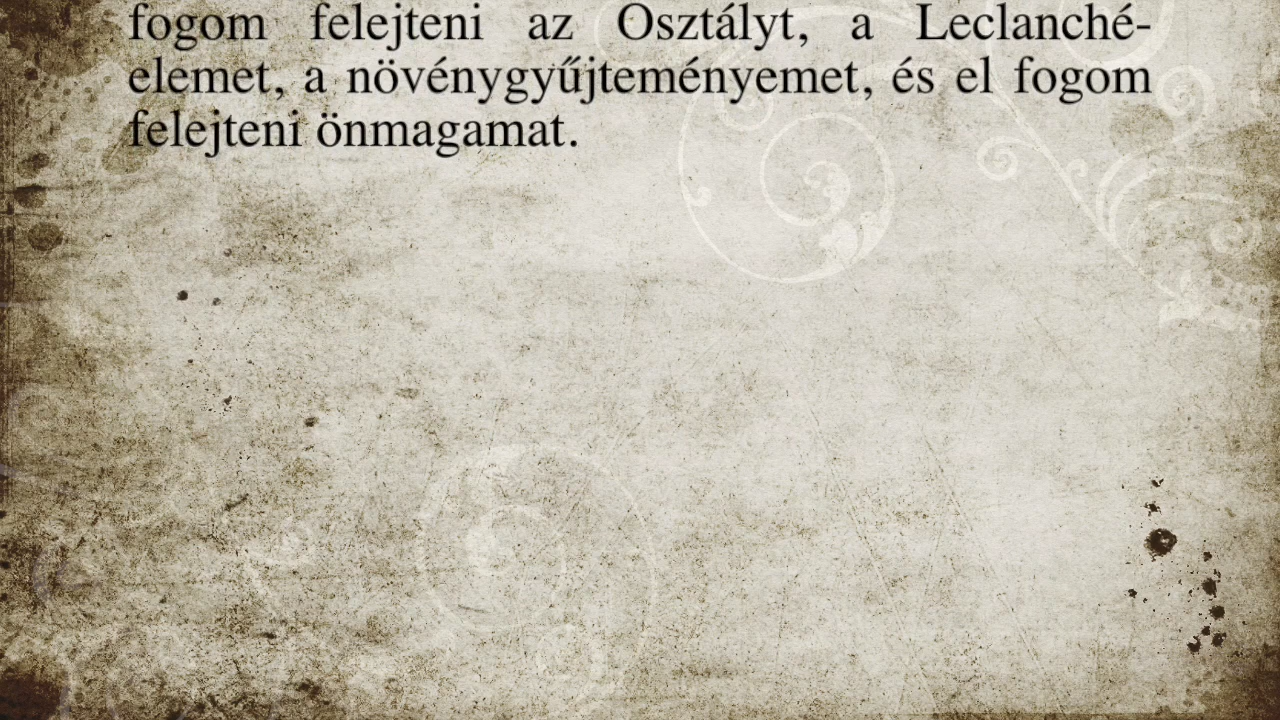 fogom felejteni az Osztályt, a Leclanché-
elemet, a növénygyűjteményemet, és el fogom
felejteni önmagamat.